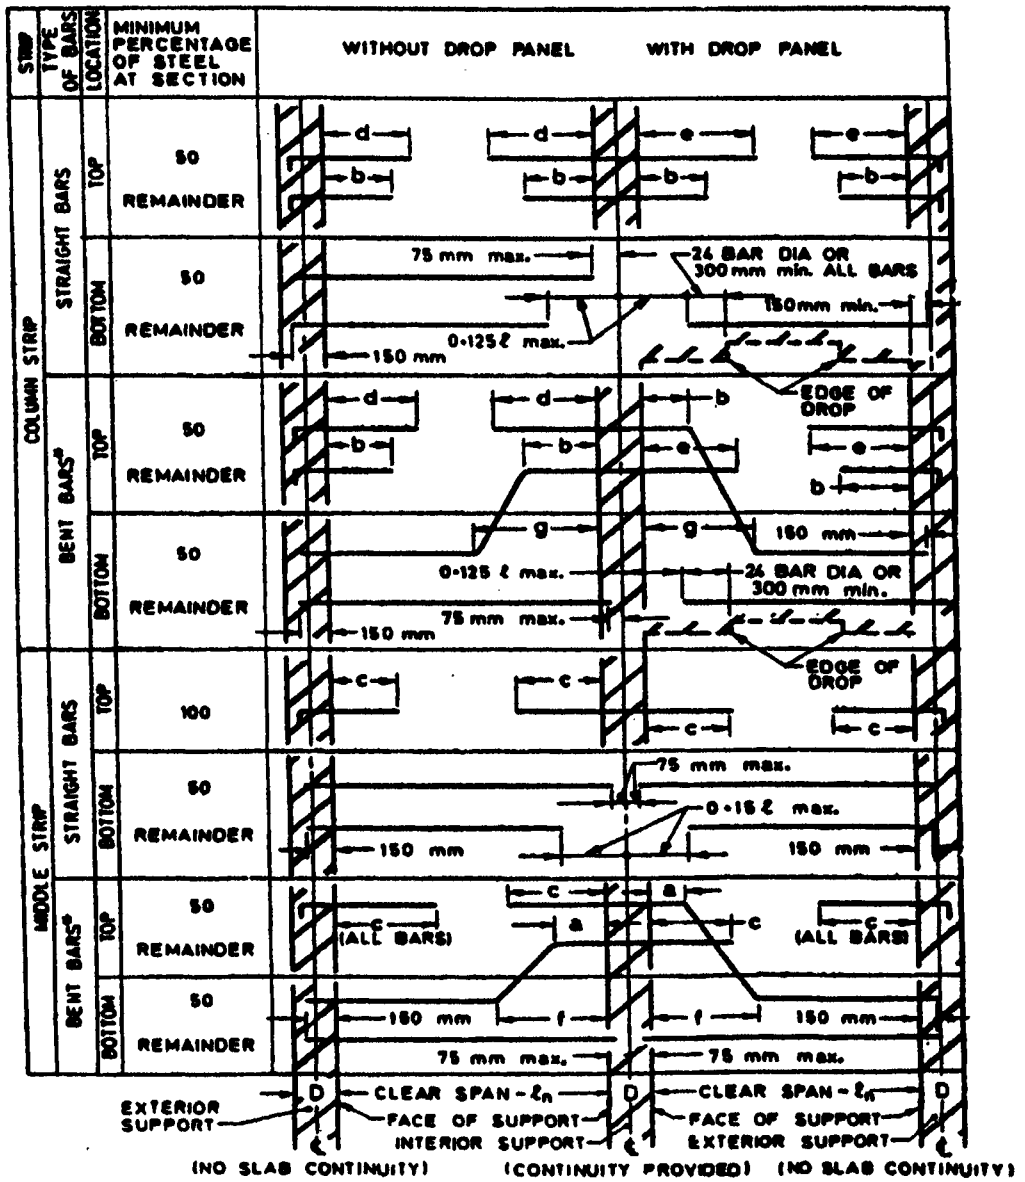 STRIP
TYPE OF BARS
LOCATION
MINIMUM
PERCENTAGE
OF STEEL
AT SECTION
WITHOUT DROP PANEL
WITH DROP PANEL
COLUMN STRIP
STRAIGHT BARS
TOP
50
REMAINDER
d
d
e
e
b
b
b
b
BOTTOM
50
REMAINDER
75 mm max.
24 BAR DIA OR
300 mm min. ALL BARS
150mm min.
0·125 ℓ max.
150 mm
EDGE OF
DROP
BENT BARS*
TOP
50
REMAINDER
d
d
b
e
b
b
e
b
BOTTOM
50
REMAINDER
g
g
150 mm
0·125 ℓ max.
24 BAR DIA OR
300 mm min.
75 mm max.
150 mm
EDGE OF
DROP
MIDDLE STRIP
STRAIGHT BARS
TOP
100
c
c
c
c
BOTTOM
50
REMAINDER
75 mm max.
0·15 ℓ max.
150 mm
150 mm
BENT BARS*
TOP
50
REMAINDER
c
a
c
(ALL BARS)
a
c
c
(ALL BARS)
BOTTOM
50
REMAINDER
150 mm
f
f
150 mm
75 mm max.
75 mm max.
D
CLEAR SPAN - ℓn
D
CLEAR SPAN - ℓn
D
EXTERIOR
SUPPORT
FACE OF SUPPORT
INTERIOR SUPPORT
FACE OF SUPPORT
EXTERIOR SUPPORT
℄
℄
℄
(NO SLAB CONTINUITY)
(CONTINUITY PROVIDED)
(NO SLAB CONTINUITY)